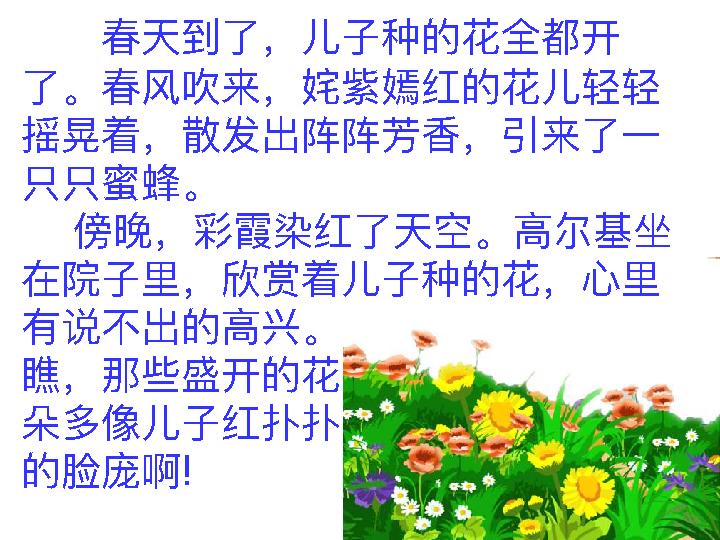 春天到了，儿子种的花全都开
了。春风吹来，姹紫嫣红的花儿轻轻
摇晃着，散发出阵阵芳香，引来了一
只只蜜蜂。
傍晚，彩霞染红了天空。高尔基坐
在院子里，欣赏着儿子种的花，心里
有说不出的高兴。
瞧，那些盛开的花
朵多像儿子红扑扑
的脸庞啊!